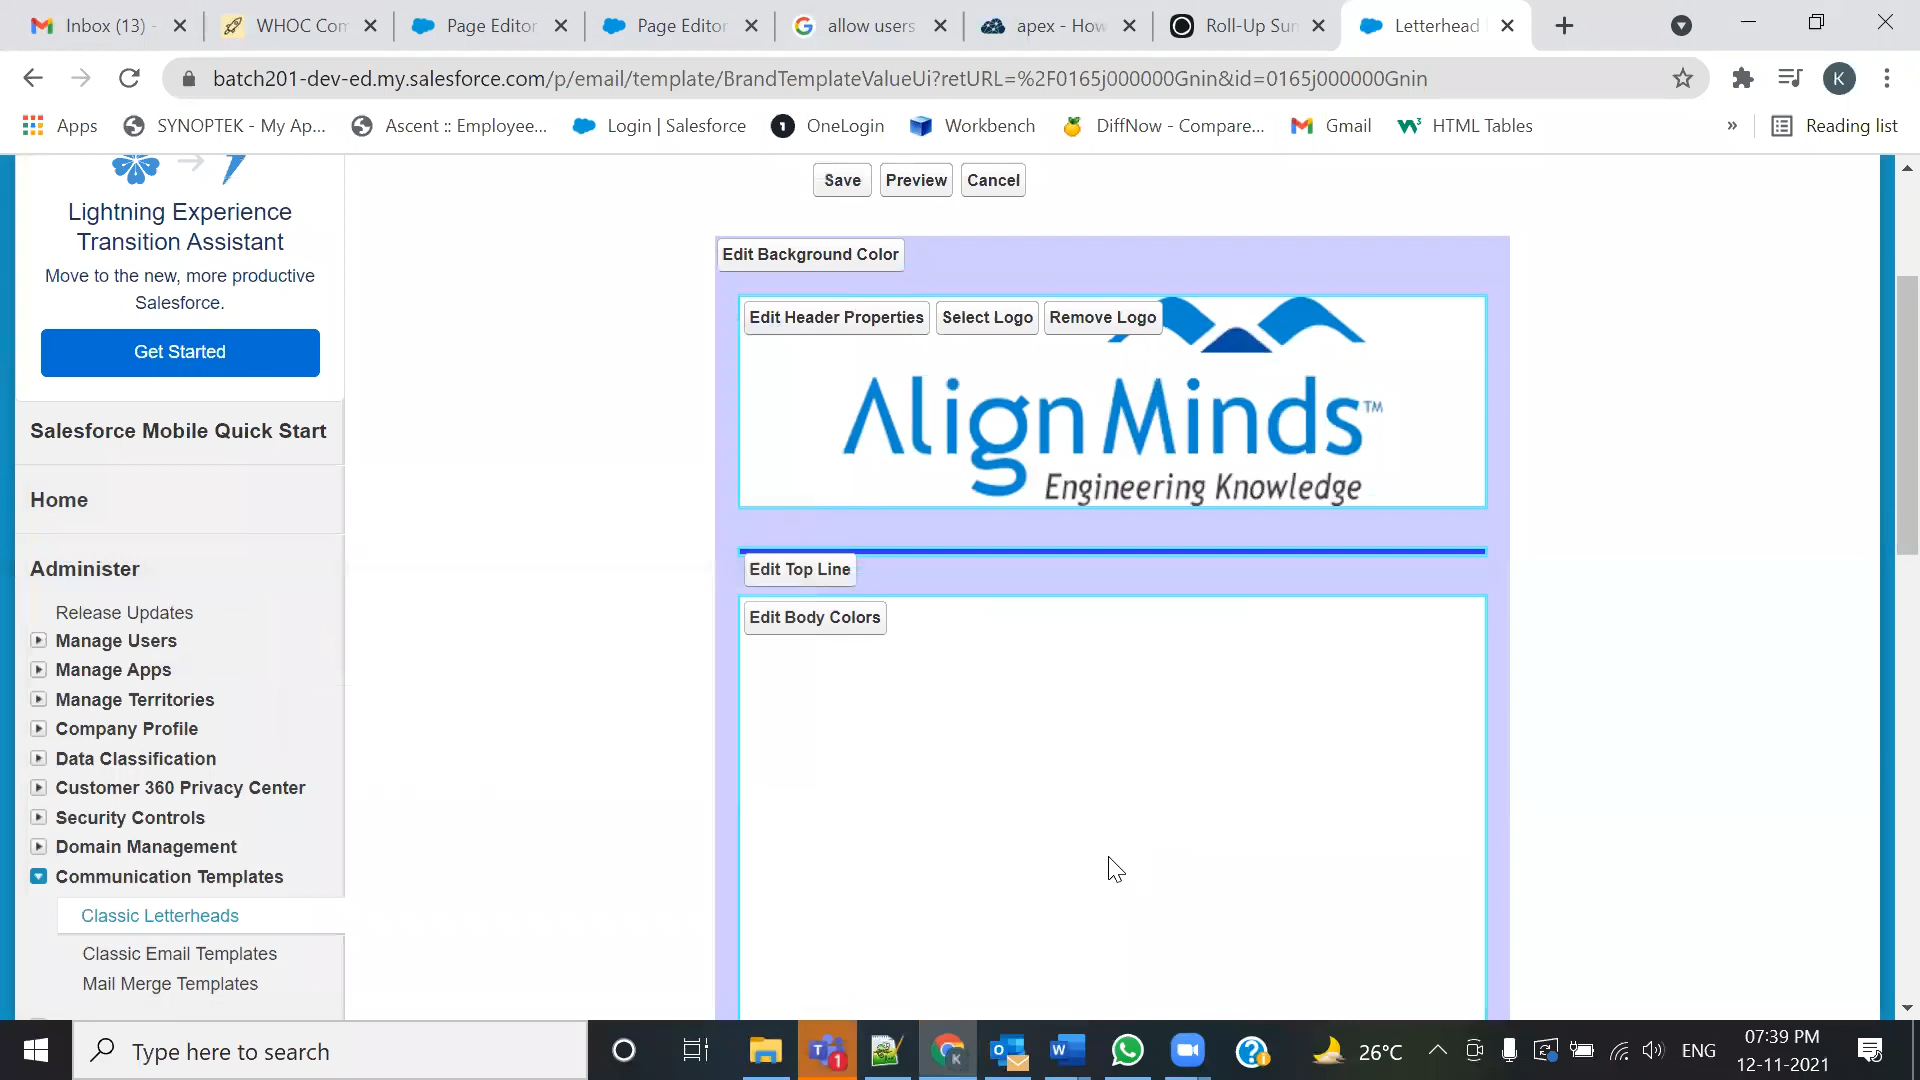 Inbox (13) -
WHOC Com
Page Editor
Page Editor
allow users
apex - How
Roll-Up Sum
Letterhead
batch201-dev-ed.my.salesforce.com/p/email/template/BrandTemplateValueUi?retURL=%2F0165j000000Gnin&id=0165j000000Gnin
K
Apps
SYNOPTEK - My Ap...
Ascent :: Employee...
Login | Salesforce
OneLogin
Workbench
DiffNow - Compare...
Gmail
HTML Tables
»
Reading list
Lightning Experience
Transition Assistant
Move to the new, more productive
Salesforce.
Get Started
Salesforce Mobile Quick Start
Home
Administer
Release Updates
Manage Users
Manage Apps
Manage Territories
Company Profile
Data Classification
Customer 360 Privacy Center
Security Controls
Domain Management
Communication Templates
Classic Letterheads
Classic Email Templates
Mail Merge Templates
Save
Preview
Cancel
Edit Background Color
Edit Header Properties
Select Logo
Remove Logo
Align Minds™
Engineering Knowledge
Edit Top Line
Edit Body Colors
Type here to search
1
K
26°C
ENG
07:39 PM
12-11-2021